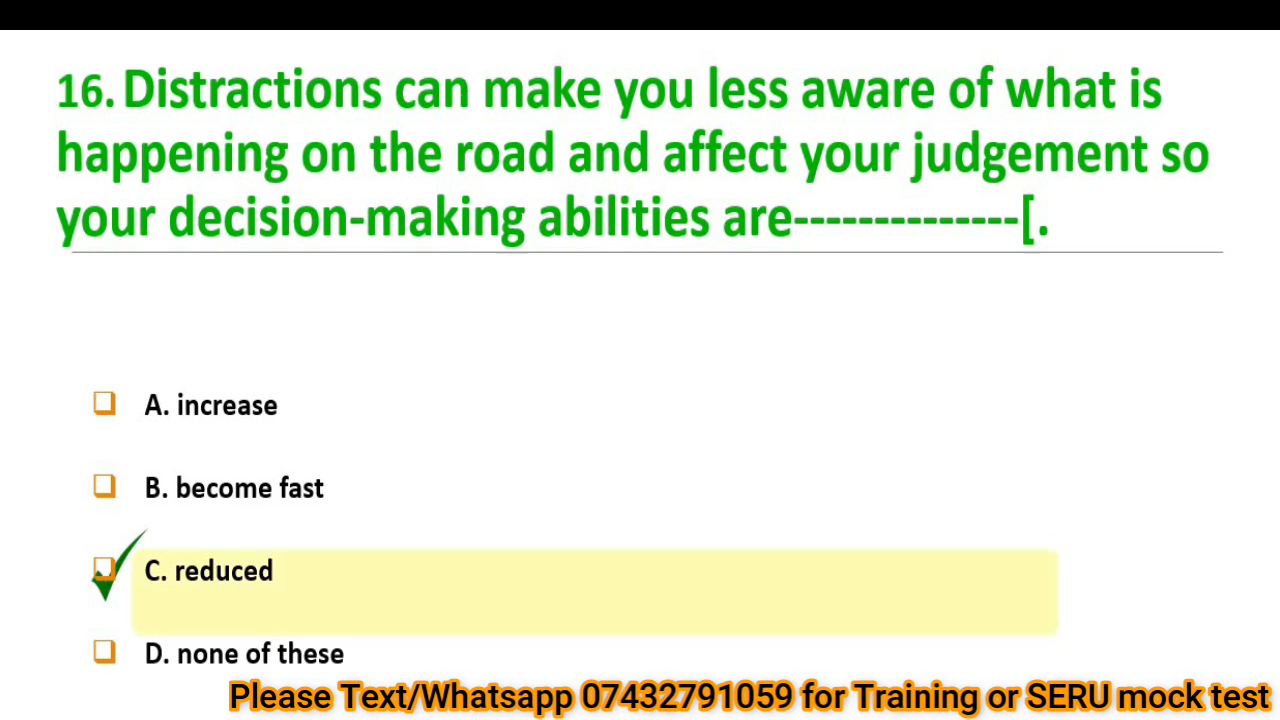 16. Distractions can make you less aware of what is
happening on the road and affect your judgement so
your decision-making abilities are--------------[.
A. increase
B. become fast
C. reduced
D. none of these
Please Text/Whatsapp 07432791059 for Training or SERU mock test